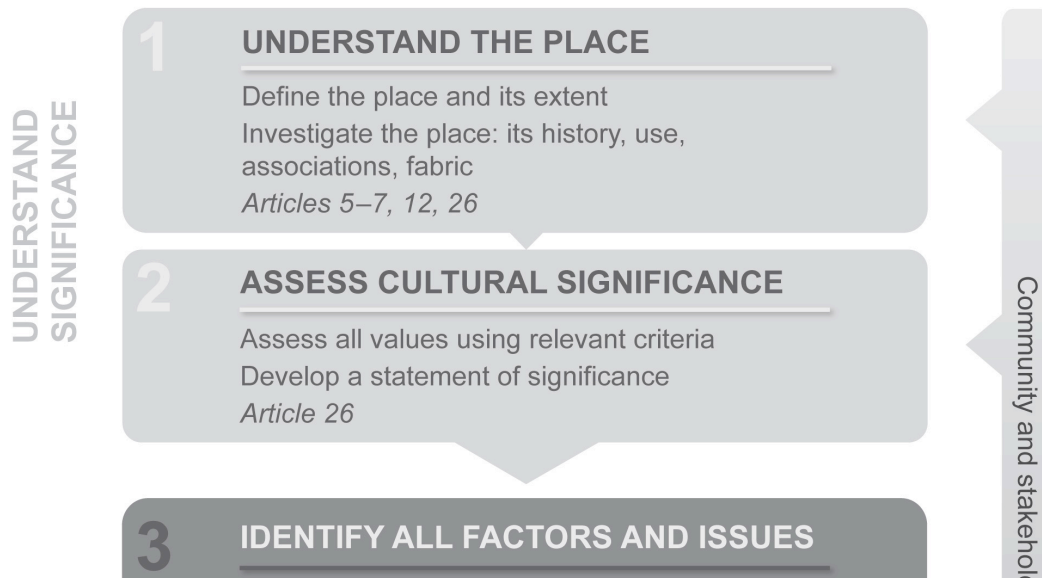 UNDERSTAND
SIGNIFICANCE
1
UNDERSTAND THE PLACE
Define the place and its extent
Investigate the place: its history, use,
associations, fabric
Articles 5–7, 12, 26
2
ASSESS CULTURAL SIGNIFICANCE
Assess all values using relevant criteria
Develop a statement of significance
Article 26
3
IDENTIFY ALL FACTORS AND ISSUES
Community and